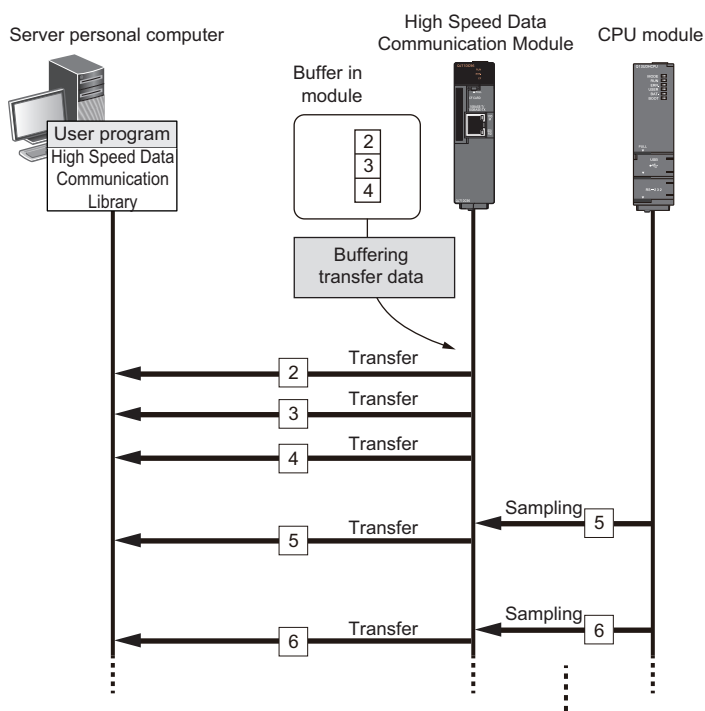 Server personal computer
High Speed Data
Communication Module
CPU module
Buffer in
module
User program
High Speed Data
Communication
Library
2
3
4
Buffering
transfer data
Transfer
2
Transfer
3
Transfer
4
Sampling
5
Transfer
5
Sampling
6
Transfer
6